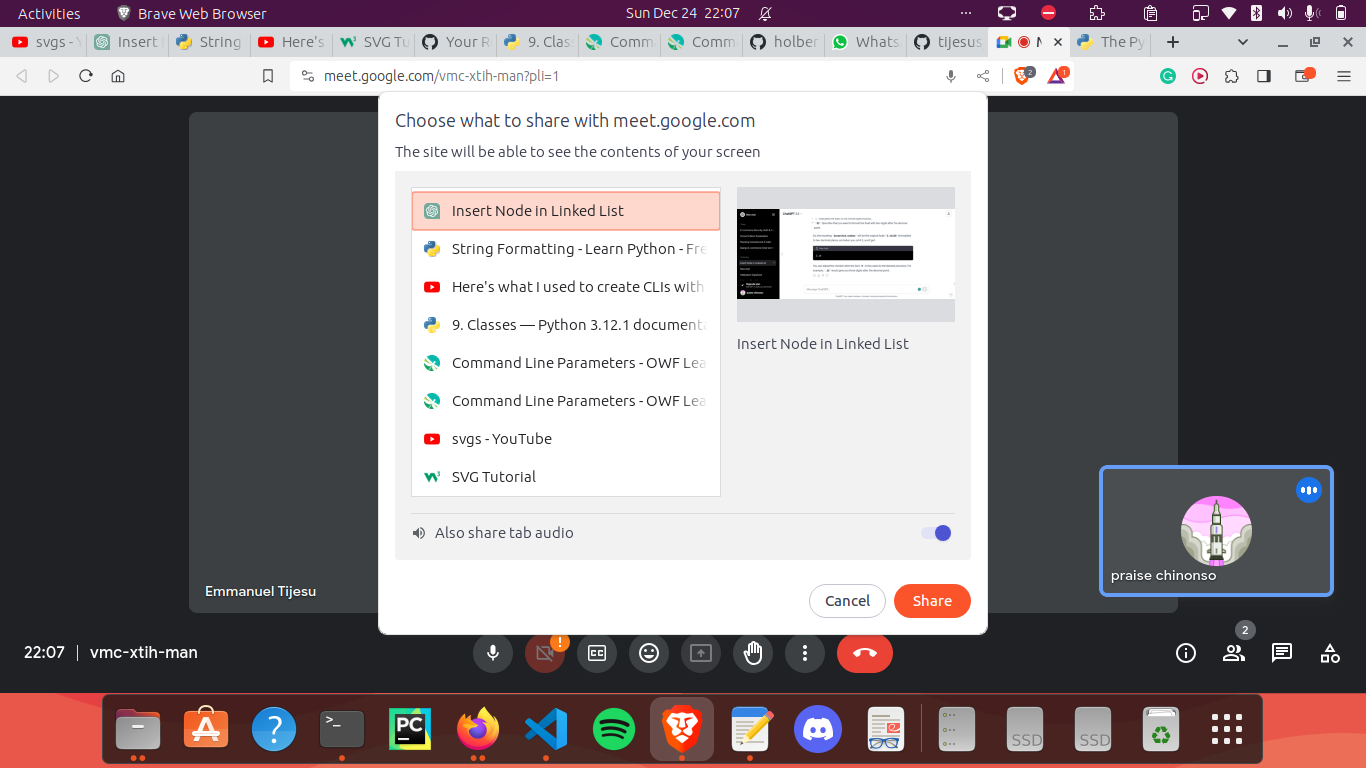 Activities
Brave Web Browser
Sun Dec 24 22:07
svgs - Y
Insert
String
Here's
SVG Tu
Your R
9. Clas
Comm
Comm
holber
Whats
tijesus
M
The Py
meet.google.com/vmc-xtih-man?pli=1
2
1
Choose what to share with meet.google.com
The site will be able to see the contents of your screen
Insert Node in Linked List
String Formatting - Learn Python - Fre
Here's what I used to create CLIs with
9. Classes — Python 3.12.1 documenta
Command Line Parameters - OWF Lea
Command Line Parameters - OWF Lea
svgs - YouTube
SVG Tutorial
Insert Node in Linked List
Also share tab audio
Cancel
Share
Emmanuel Tijesu
praise chinonso
22:07
vmc-xtih-man
2
>_
PC
SSD
SSD